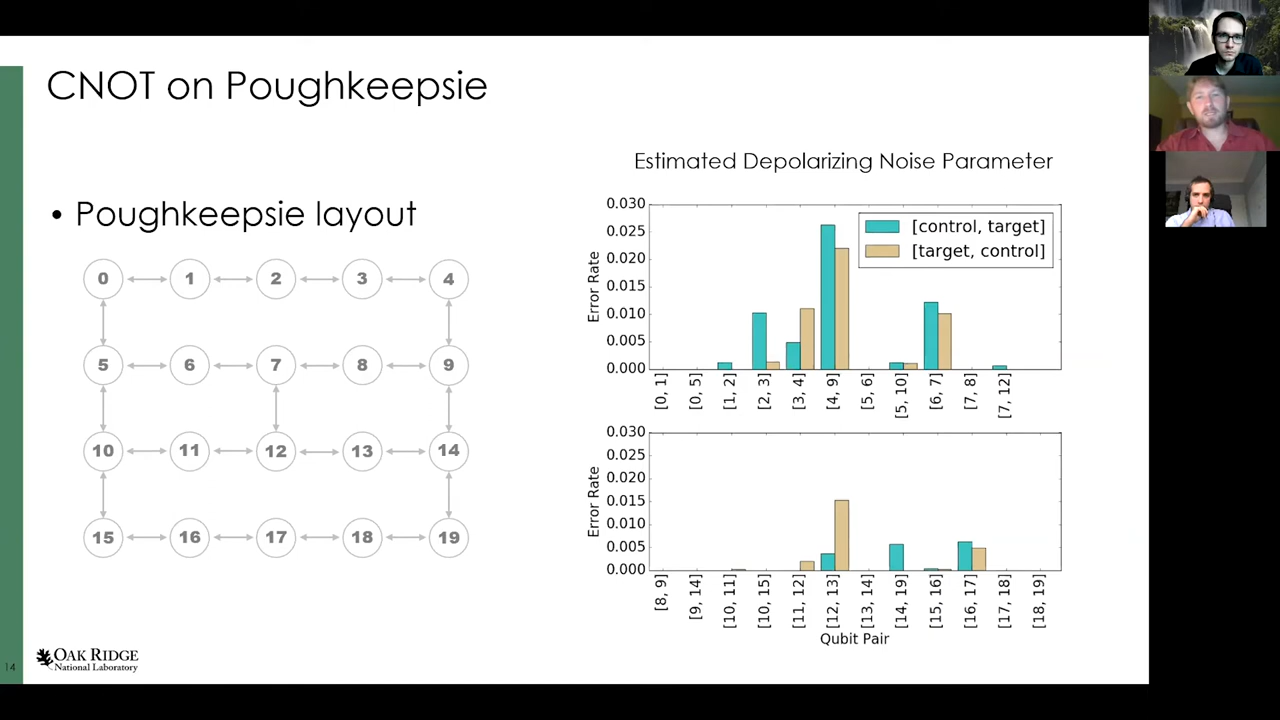 CNOT on Poughkeepsie
• Poughkeepsie layout
0 1 2 3 4
5 6 7 8 9
10 11 12 13 14
15 16 17 18 19
Estimated Depolarizing Noise Parameter
0.030
0.025
0.020
0.015
0.010
0.005
0.000
Error Rate
[control, target]
[target, control]
[0, 1] [0, 5] [1, 2] [2, 3] [3, 4] [4, 9] [5, 6] [5, 10] [6, 7] [7, 8] [7, 12]
0.030
0.025
0.020
0.015
0.010
0.005
0.000
Error Rate
[8, 9] [9, 14] [10, 11] [10, 15] [11, 12] [12, 13] [13, 14] [14, 19] [15, 16] [16, 17] [17, 18] [18, 19]
Qubit Pair
14
OAK RIDGE
National Laboratory